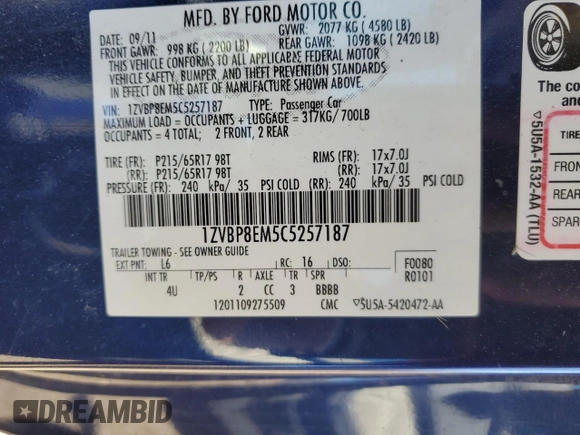 MFD. BY FORD MOTOR CO.
DATE: 09/11 GVWR: 2077 KG ( 4580 LB)
FRONT GAWR: 998 KG ( 2200 LB) REAR GAWR: 1098 KG ( 2420 LB)
THIS VEHICLE CONFORMS TO ALL APPLICABLE FEDERAL MOTOR
VEHICLE SAFETY, BUMPER, AND THEFT PREVENTION STANDARDS
IN EFFECT ON THE DATE OF MANUFACTURE SHOWN ABOVE.
VIN: 1ZVBP8EM5C5257187 TYPE: Passenger Car
MAXIMUM LOAD = OCCUPANTS + LUGGAGE = 317KG/ 700LB
OCCUPANTS = 4 TOTAL; 2 FRONT, 2 REAR
TIRE (FR): P215/65R17 98T RIMS (FR): 17x7.0J
(RR): P215/65R17 98T (RR): 17x7.0J
PRESSURE (FR): 240 kPa/ 35 PSI COLD (RR): 240 kPa/ 35 PSI COLD
1ZVBP8EM5C5257187
TRAILER TOWING - SEE OWNER GUIDE
EXT PNT: L6 RC: 16 DSO: F0080
INT TR TP/PS R AXLE TR SPR R0101
4U 2 CC 3 BBBB
1201109275509 CMC ▽5U5A-5420472-AA
The co
an
▽5U5A-1532-AA (TLU)
TIRE
FRON
REAR
SPAR
DREAMBID